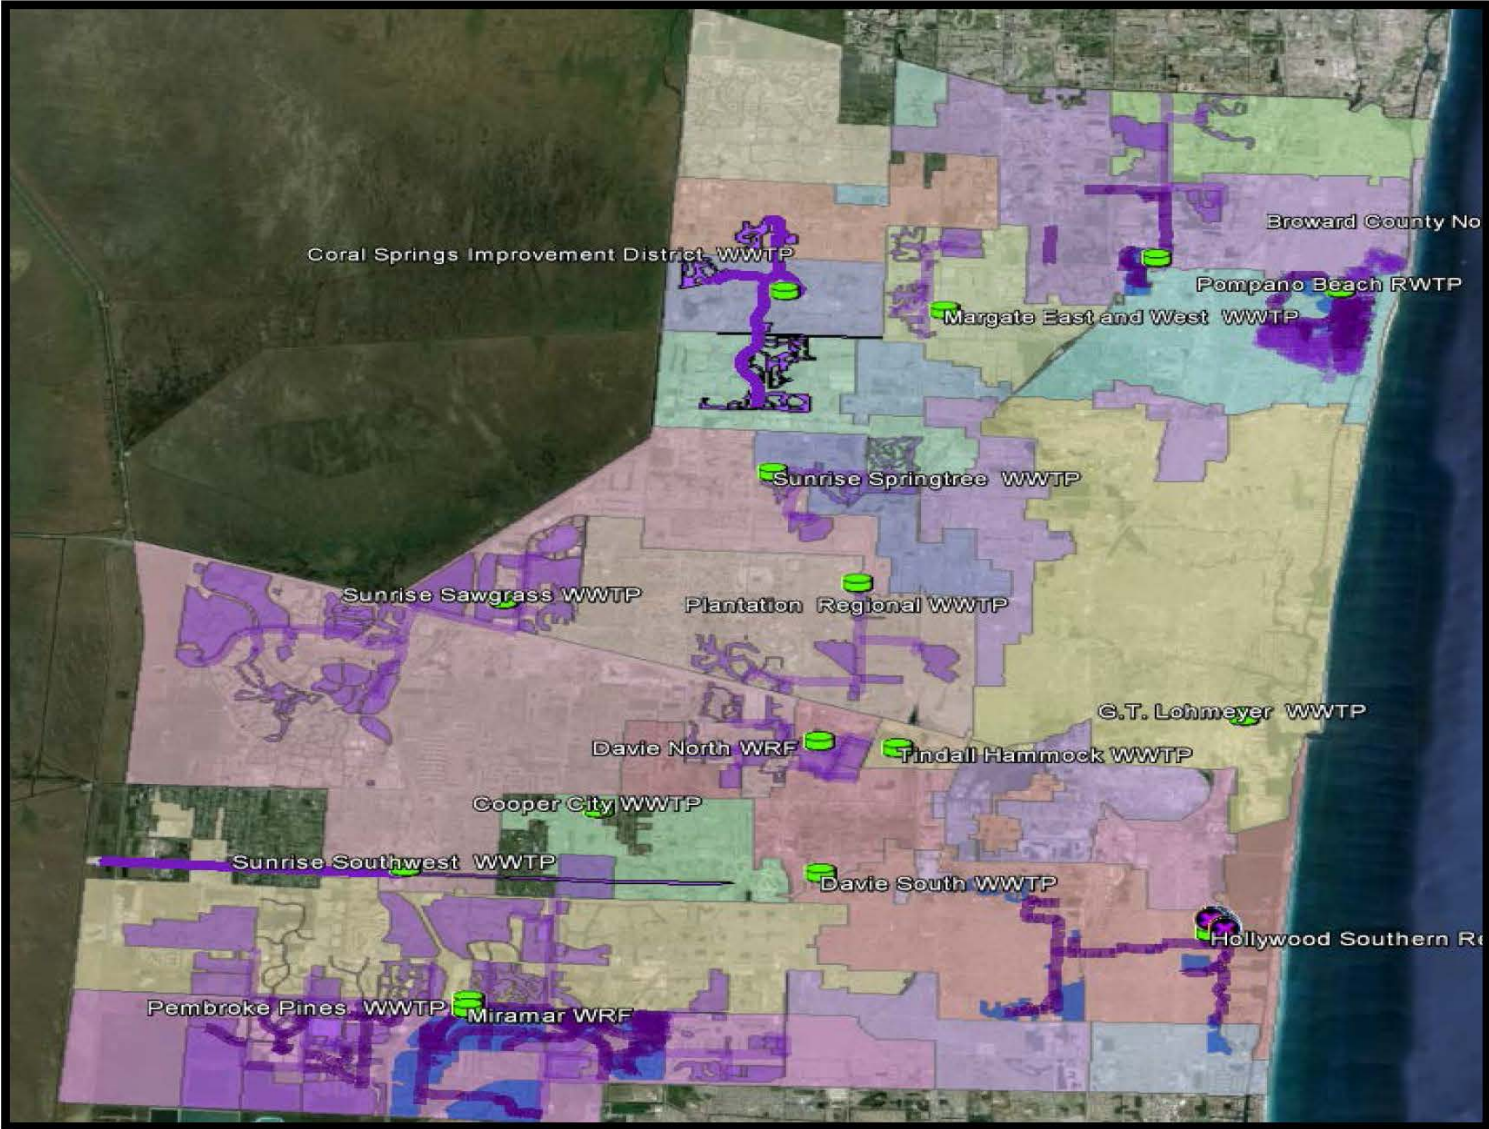 Broward County No
Coral Springs Improvement District WWTP
Pompano Beach RWTP
Margate East and West WWTP
Sunrise Springtree WWTP
Sunrise Sawgrass WWTP
Plantation Regional WWTP
G.T. Lohmeyer WWTP
Davie North WRF
Tindall Hammock WWTP
Cooper City WWTP
Sunrise Southwest WWTP
Davie South WWTP
Hollywood Southern Re
Pembroke Pines WWTP
Miramar WRF